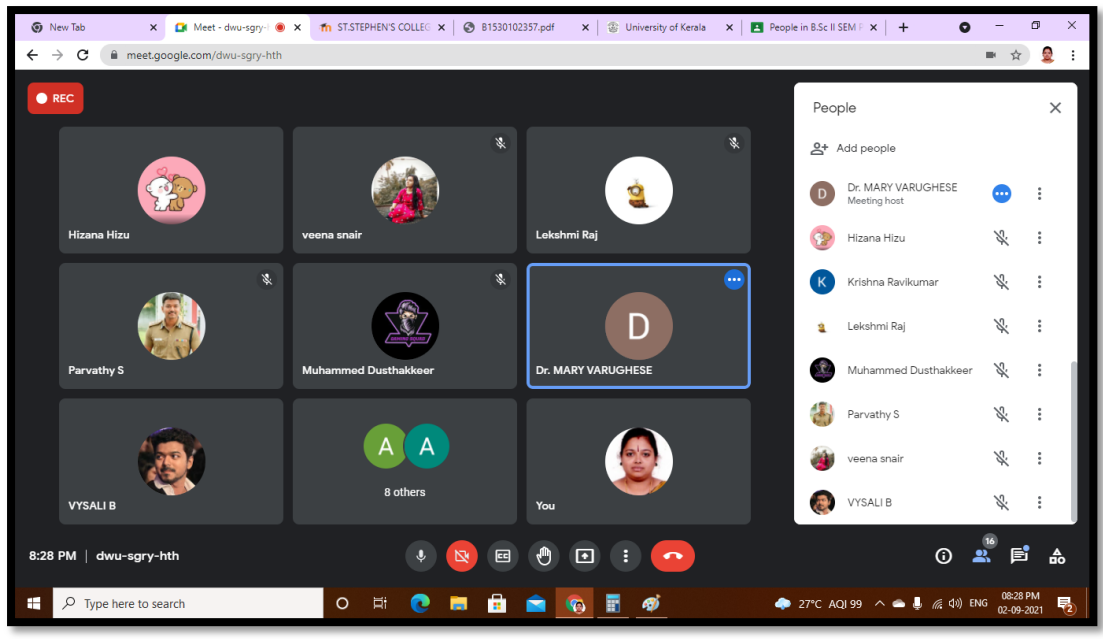 New Tab
Meet - dwu-sgry-
ST.STEPHEN'S COLLEG
B1530102357.pdf
University of Kerala
People in B.Sc II SEM P
meet.google.com/dwu-sgry-hth
REC
Hizana Hizu
veena snair
Lekshmi Raj
Parvathy S
Muhammed Dusthakkeer
D
Dr. MARY VARUGHESE
VYSALI B
A A
8 others
You
People
Add people
D
Dr. MARY VARUGHESE
Meeting host
Hizana Hizu
K
Krishna Ravikumar
Lekshmi Raj
Muhammed Dusthakkeer
Parvathy S
veena snair
VYSALI B
8:28 PM | dwu-sgry-hth
CC
16
Type here to search
27°C AQI 99
ENG
08:28 PM
02-09-2021
2